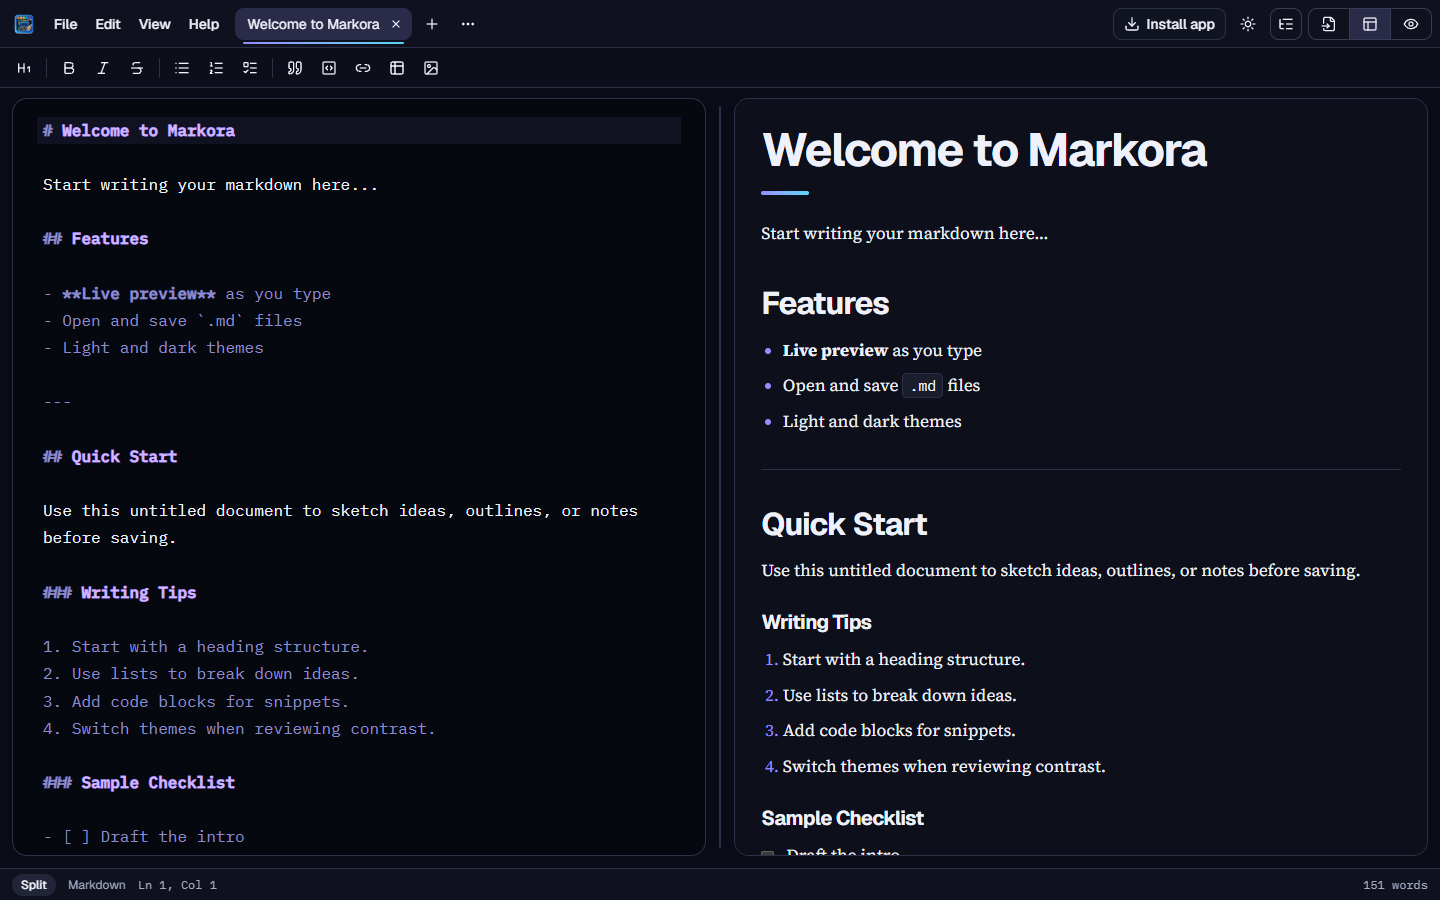 File Edit View Help Welcome to Markora Install app
H1
# Welcome to Markora
Start writing your markdown here...
## Features
- **Live preview** as you type
- Open and save `.md` files
- Light and dark themes
---
## Quick Start
Use this untitled document to sketch ideas, outlines, or notes
before saving.
### Writing Tips
1. Start with a heading structure.
2. Use lists to break down ideas.
3. Add code blocks for snippets.
4. Switch themes when reviewing contrast.
### Sample Checklist
- [ ] Draft the intro
Welcome to Markora
Start writing your markdown here...
Features
Live preview as you type
Open and save .md files
Light and dark themes
Quick Start
Use this untitled document to sketch ideas, outlines, or notes before saving.
Writing Tips
1. Start with a heading structure.
2. Use lists to break down ideas.
3. Add code blocks for snippets.
4. Switch themes when reviewing contrast.
Sample Checklist
Draft the intro
Split Markdown Ln 1, Col 1 151 words